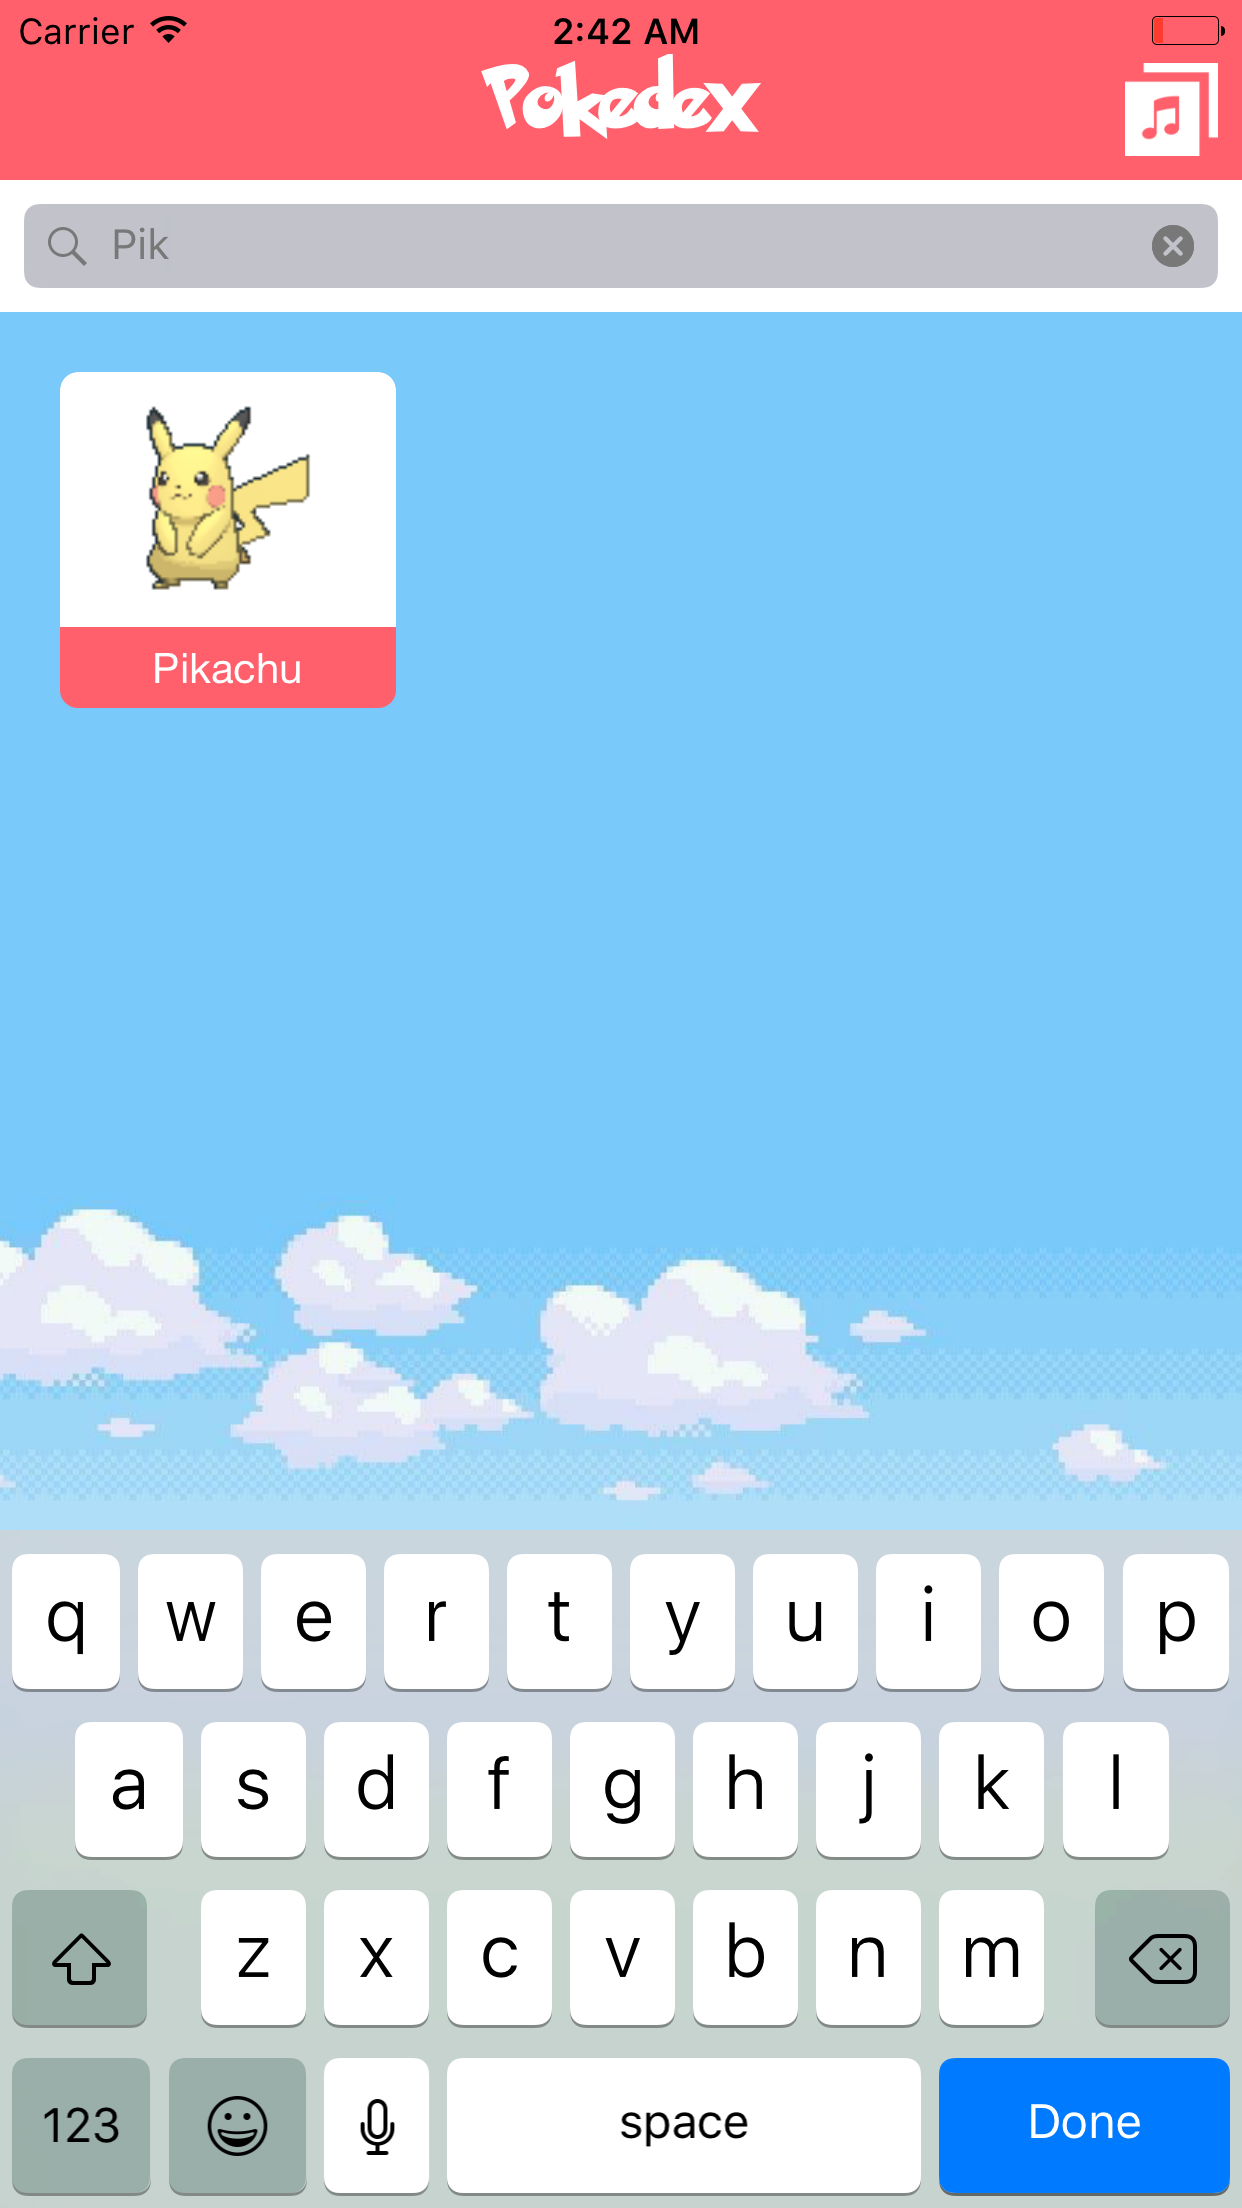 Carrier 2:42 AM
Pokedex
Pik
Pikachu
q w e r t y u i o p
a s d f g h j k l
z x c v b n m
123 space Done